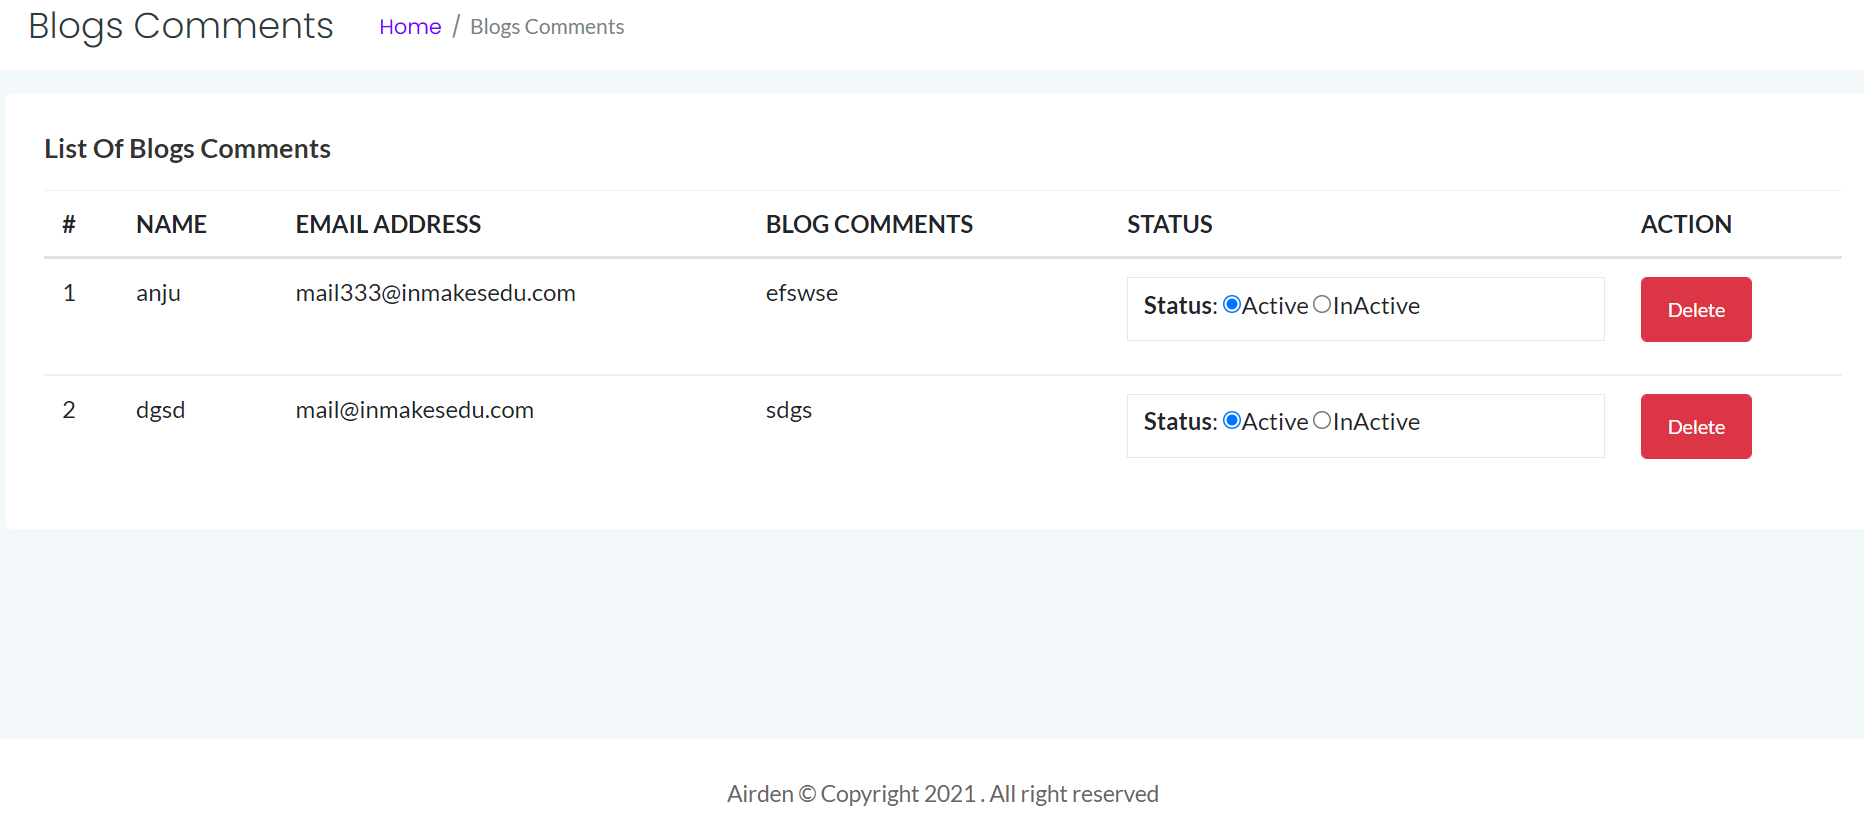 Blogs Comments Home / Blogs Comments
List Of Blogs Comments
# NAME EMAIL ADDRESS BLOG COMMENTS STATUS ACTION
1 anju mail333@inmakesedu.com efswse Status: Active InActive Delete
2 dgsd mail@inmakesedu.com sdgs Status: Active InActive Delete
Airden © Copyright 2021 . All right reserved